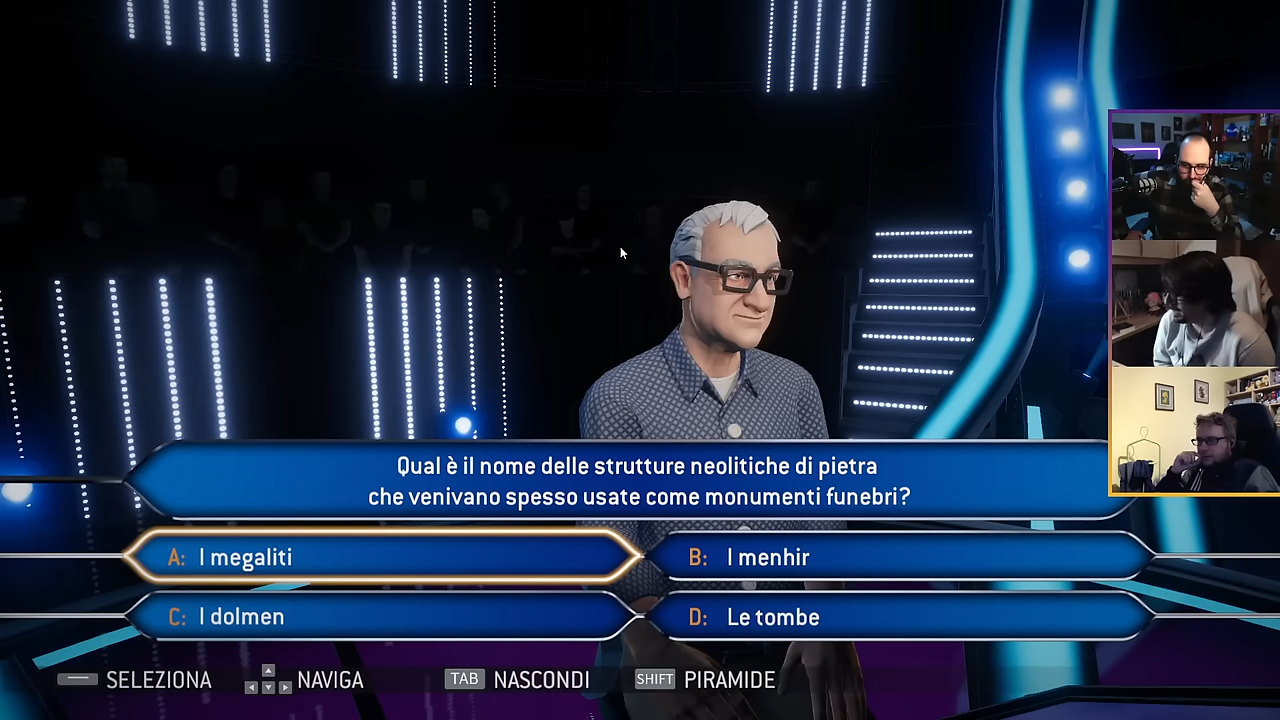 Qual è il nome delle strutture neolitiche di pietra
che venivano spesso usate come monumenti funebri?
A: I megaliti
B: I menhir
C: I dolmen
D: Le tombe
SELEZIONA
NAVIGA
TAB NASCONDI
SHIFT PIRAMIDE